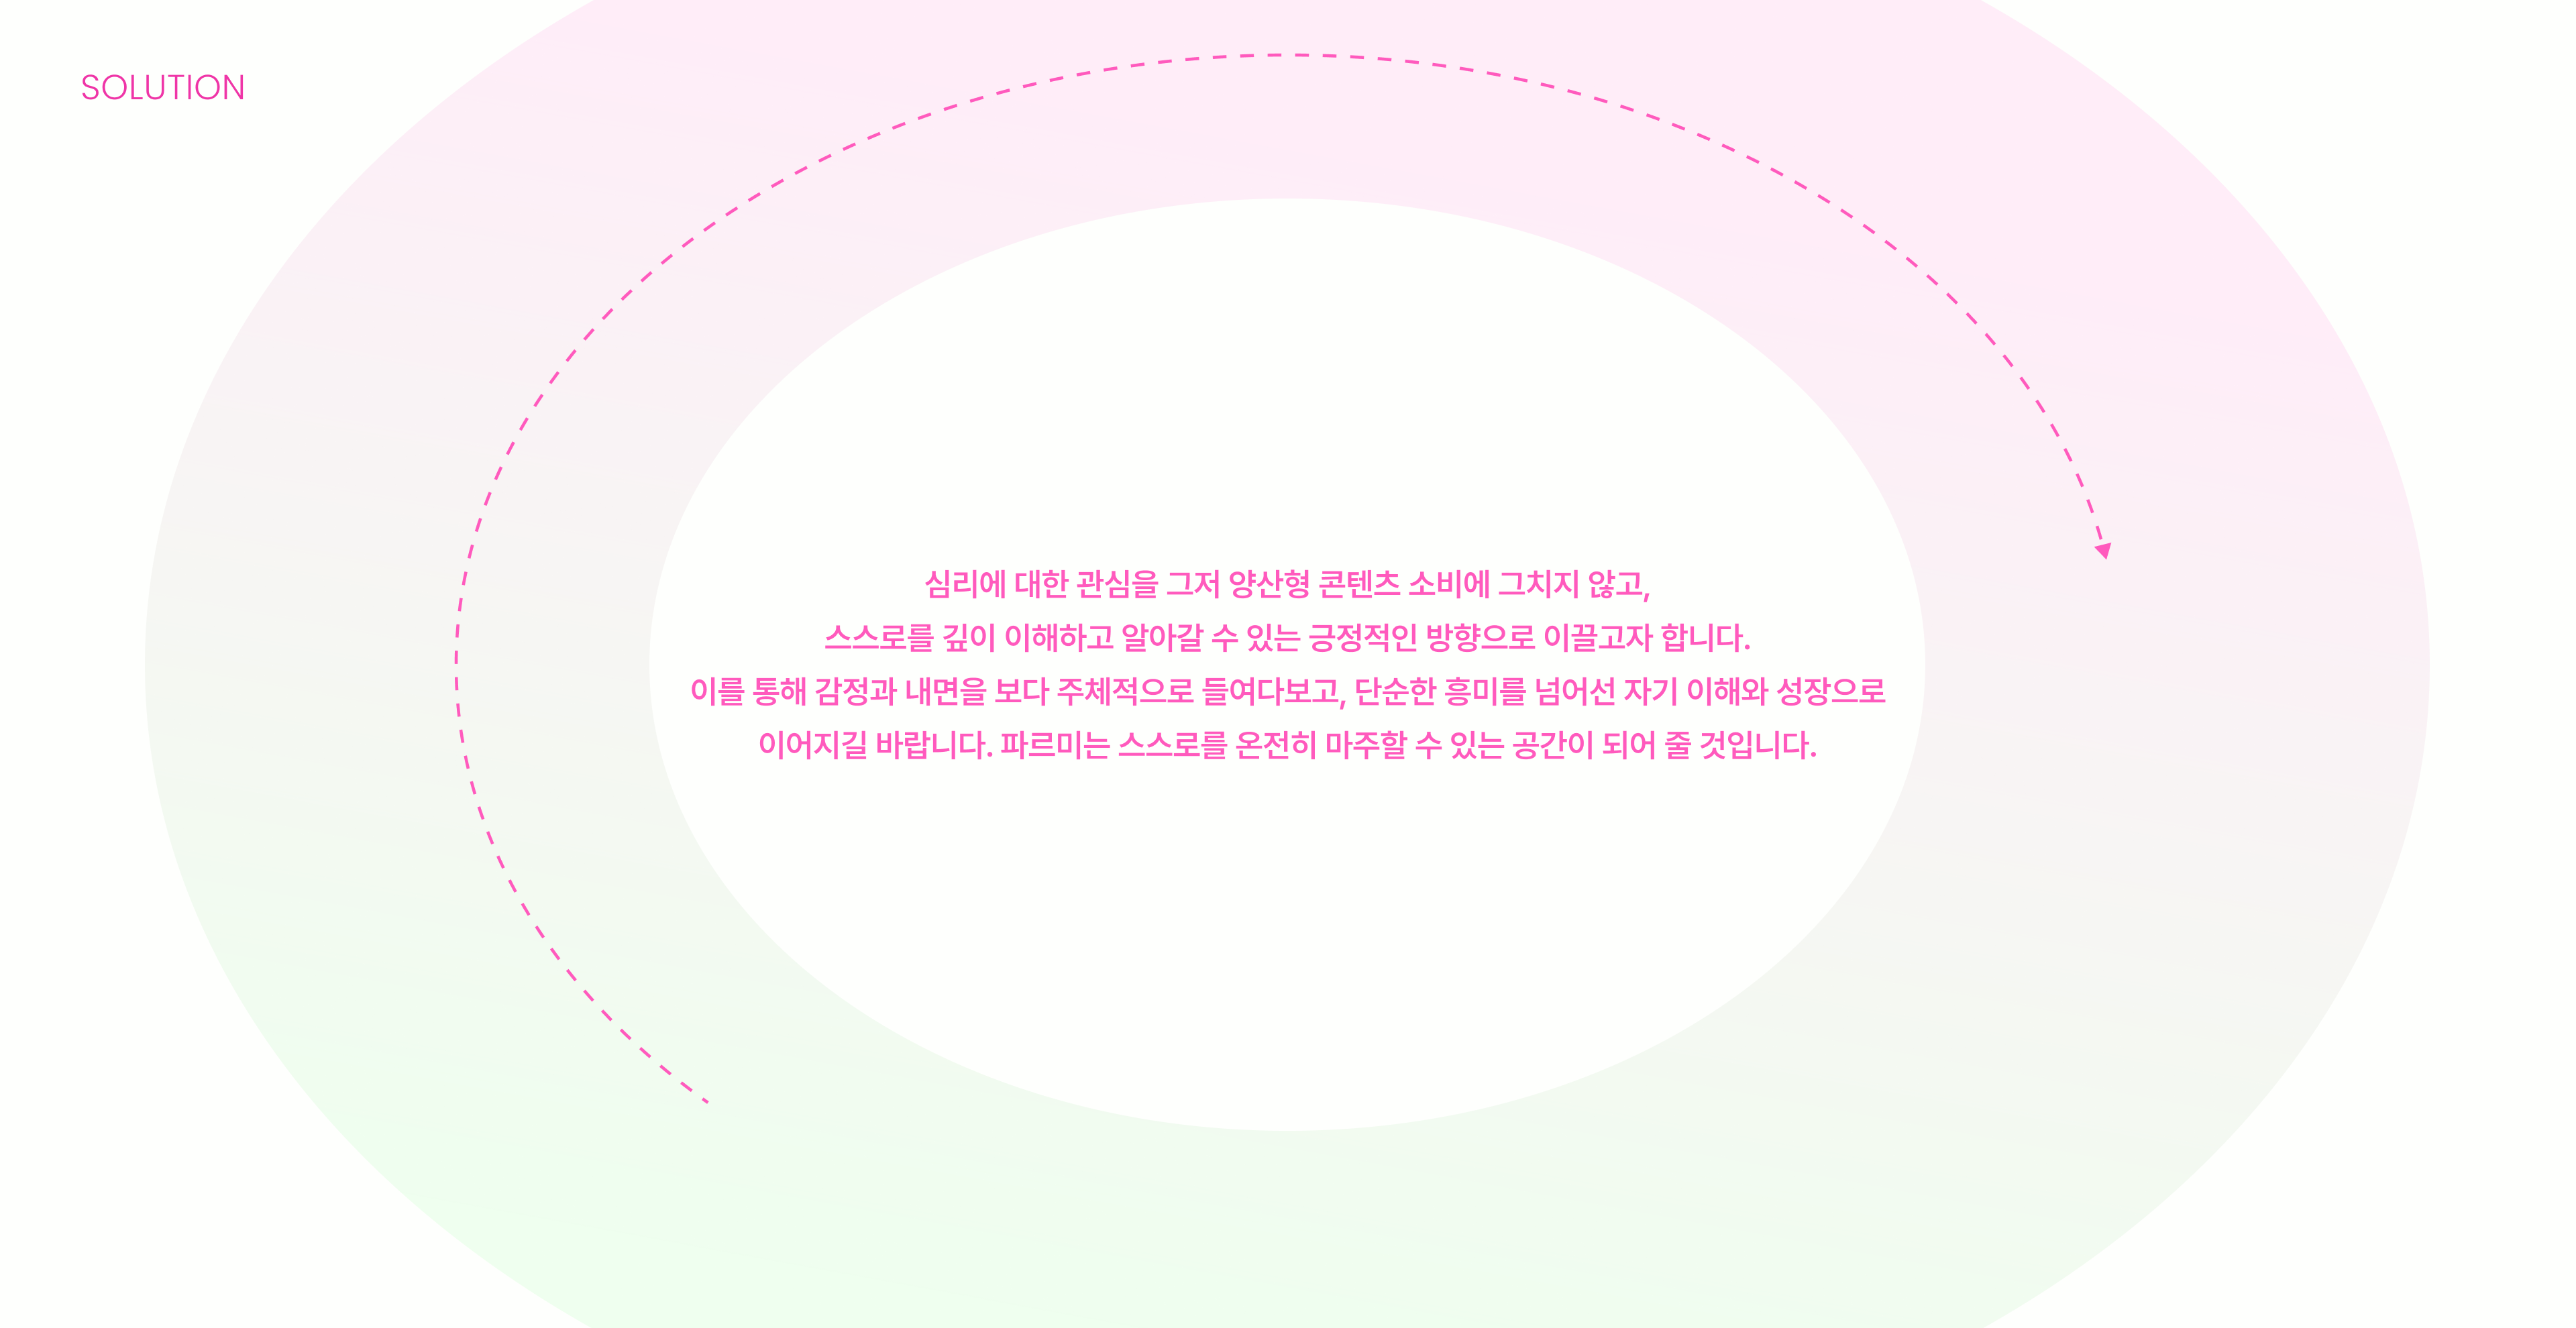 SOLUTION
심리에 대한 관심을 그저 양산형 콘텐츠 소비에 그치지 않고,
스스로를 깊이 이해하고 알아갈 수 있는 긍정적인 방향으로 이끌고자 합니다.
이를 통해 감정과 내면을 보다 주체적으로 들여다보고, 단순한 흥미를 넘어선 자기 이해와 성장으로
이어지길 바랍니다. 파르미는 스스로를 온전히 마주할 수 있는 공간이 되어 줄 것입니다.